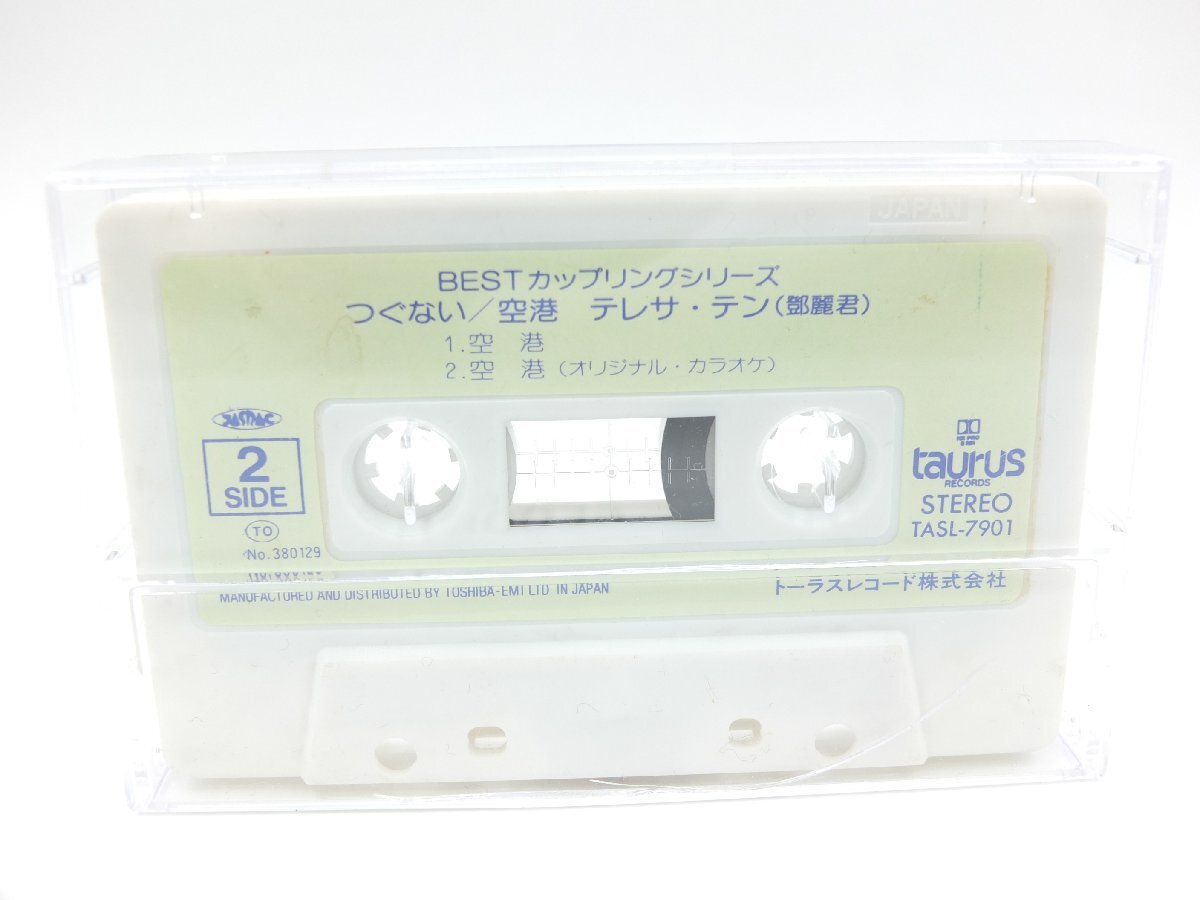 JAPAN
BESTカップリングシリーズ
つぐない／空港 テレサ・テン(鄧麗君)
1.空 港
2.空 港(オリジナル・カラオケ)
JASRAC
2
SIDE
TO
No.380129
taurus
RECORDS
STEREO
TASL-7901
MANUFACTURED AND DISTRIBUTED BY TOSHIBA-EMI LTD. IN JAPAN
トーラスレコード株式会社